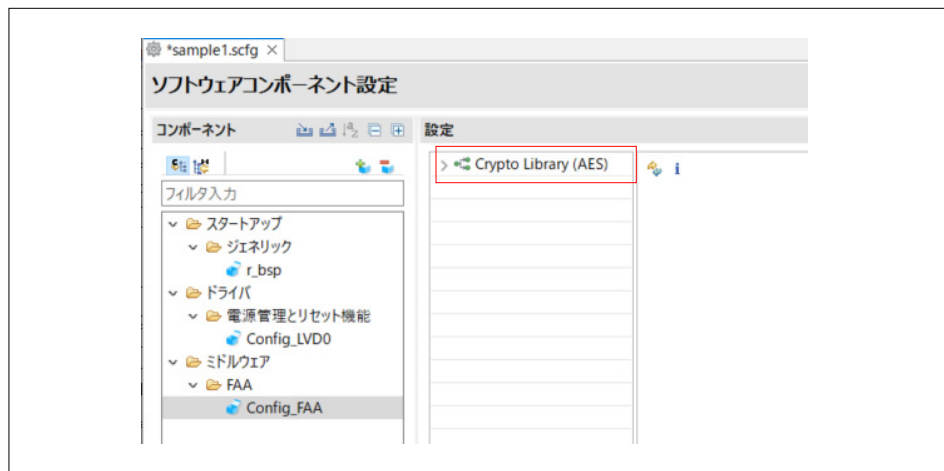 *sample1.scfg
ソフトウェアコンポーネント設定
コンポーネント
設定
フィルタ入力
スタートアップ
ジェネリック
r_bsp
ドライバ
電源管理とリセット機能
Config_LVD0
ミドルウェア
FAA
Config_FAA
Crypto Library (AES)